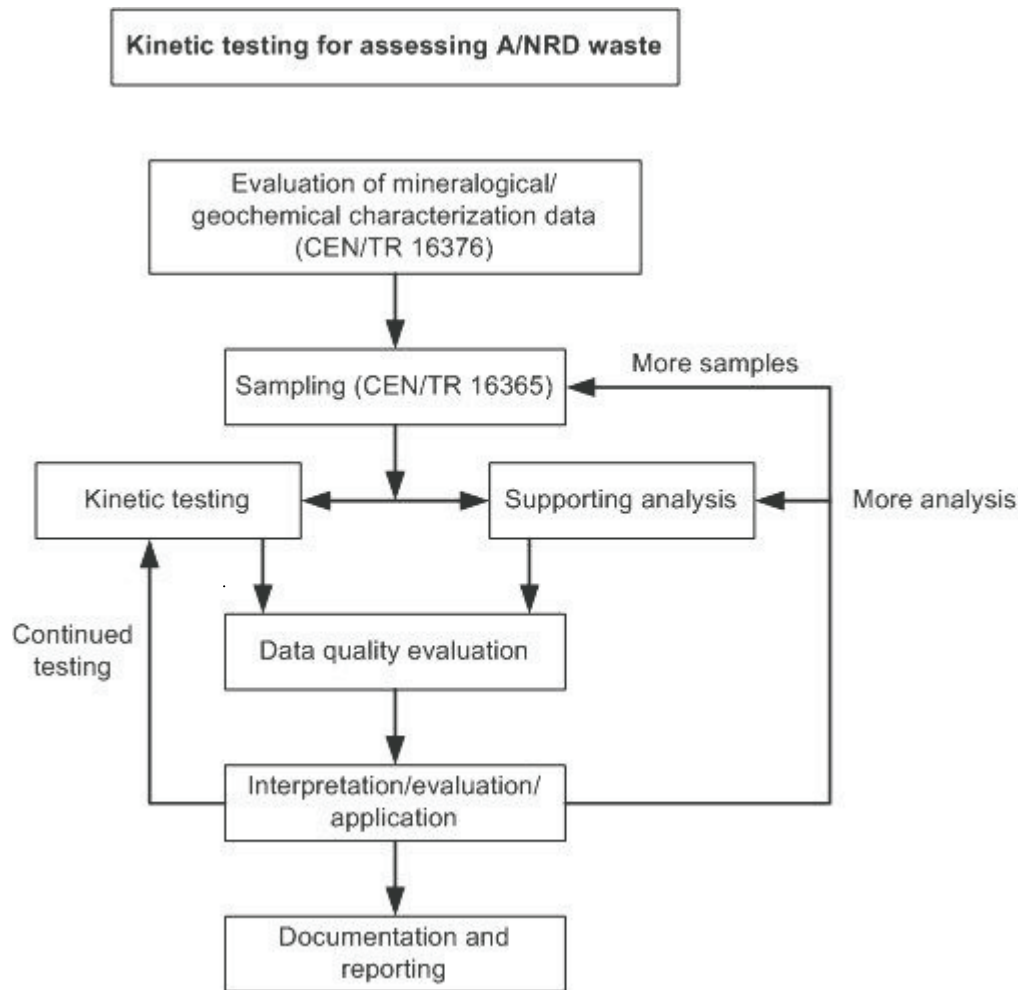 Kinetic testing for assessing A/NRD waste
Evaluation of mineralogical/
geochemical characterization data
(CEN/TR 16376)
More samples
Sampling (CEN/TR 16365)
Kinetic testing
Supporting analysis
More analysis
Continued
testing
Data quality evaluation
Interpretation/evaluation/
application
Documentation and
reporting